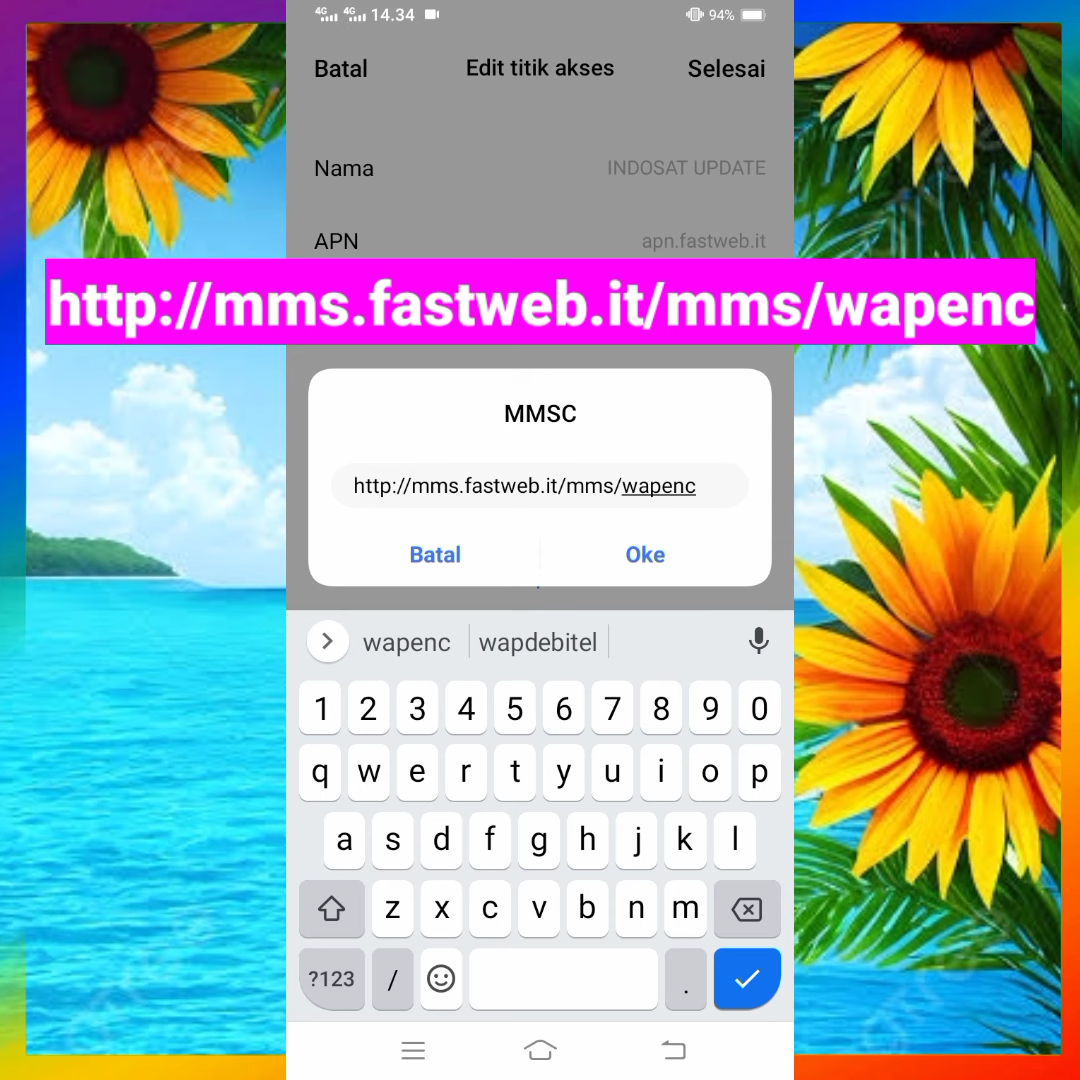 4G 4G 14.34 94%
Batal Edit titik akses Selesai
Nama INDOSAT UPDATE
APN apn.fastweb.it
http://mms.fastweb.it/mms/wapenc
MMSC
http://mms.fastweb.it/mms/wapenc
Batal Oke
wapenc wapdebitel
1 2 3 4 5 6 7 8 9 0
q w e r t y u i o p
a s d f g h j k l
z x c v b n m
?123 / .